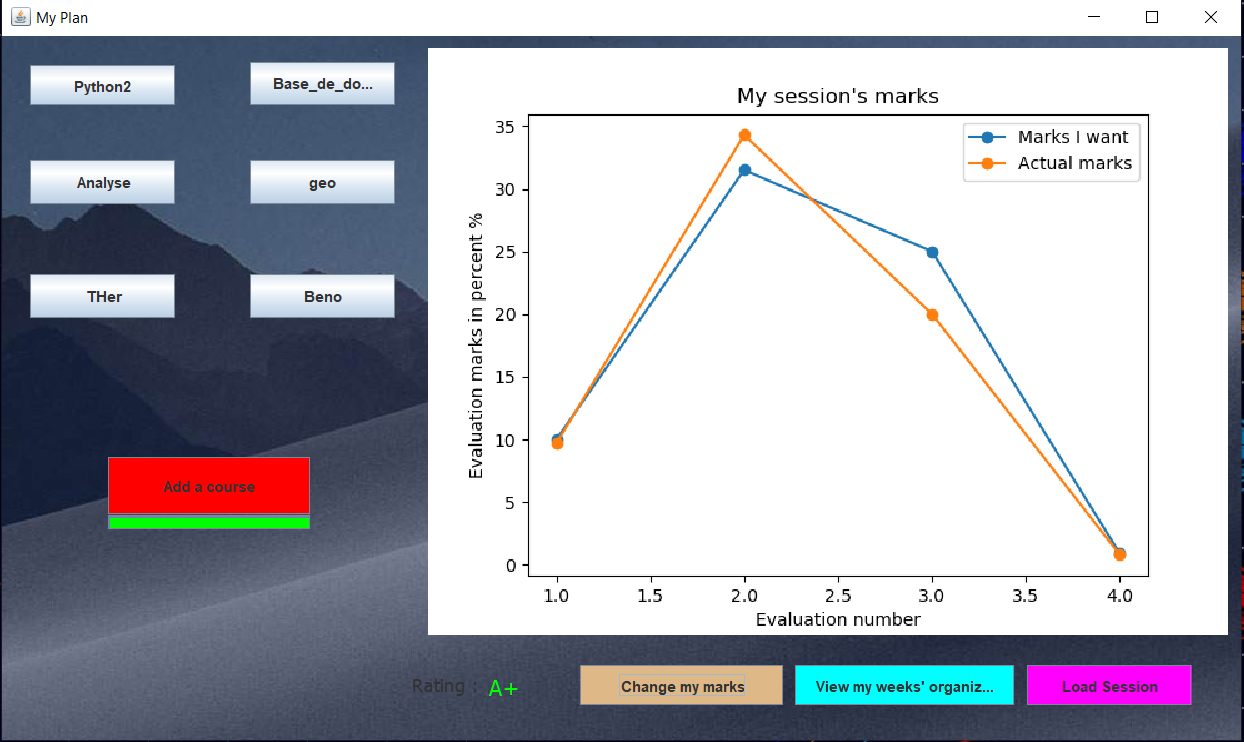 My Plan
Python2
Base_de_do...
Analyse
geo
THer
Beno
Add a course
My session's marks
Marks I want
Actual marks
Evaluation marks in percent %
35
30
25
20
15
10
5
0
1.0 1.5 2.0 2.5 3.0 3.5 4.0
Evaluation number
Rating : A+
Change my marks
View my weeks' organiz...
Load Session